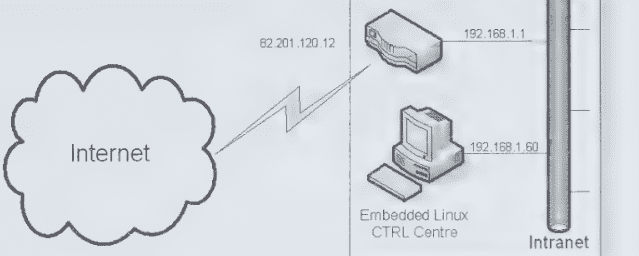 82.201.120.12
192.168.1.1
Internet
192.168.1.60
Embedded Linux
CTRL Centre
Intranet